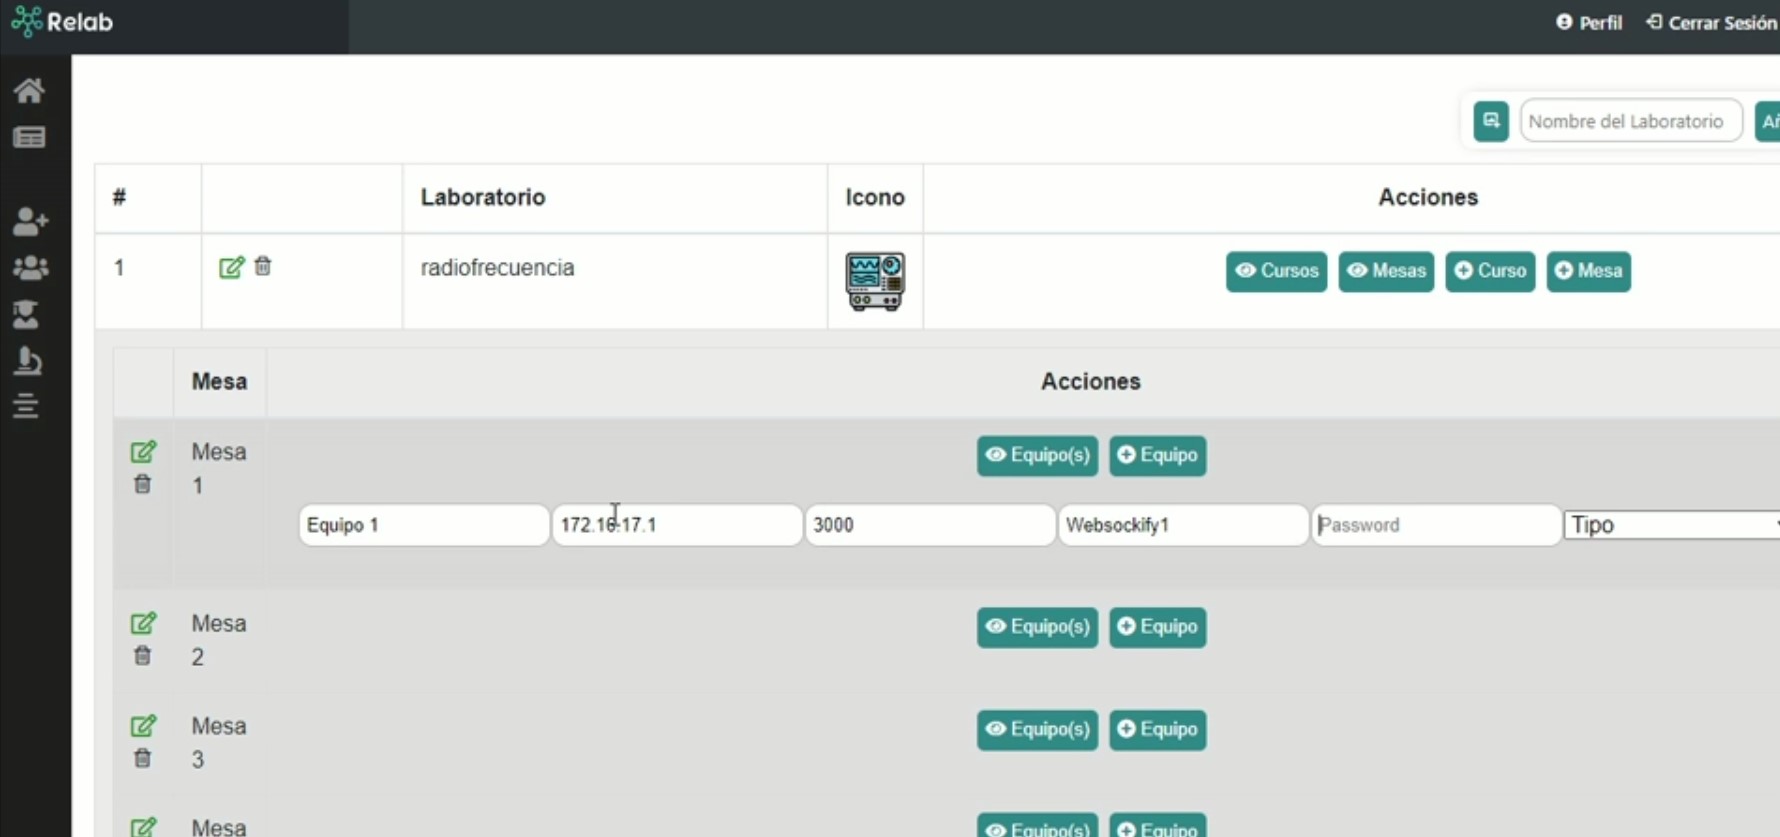 Relab
Perfil Cerrar Sesión
Nombre del Laboratorio
# Laboratorio Icono Acciones
1 radiofrecuencia Cursos Mesas Curso Mesa
Mesa Acciones
Mesa 1 Equipo(s) Equipo
Equipo 1 172.16.17.1 3000 Websockify1 Password Tipo
Mesa 2 Equipo(s) Equipo
Mesa 3 Equipo(s) Equipo
Mesa Equipo(s) Equipo